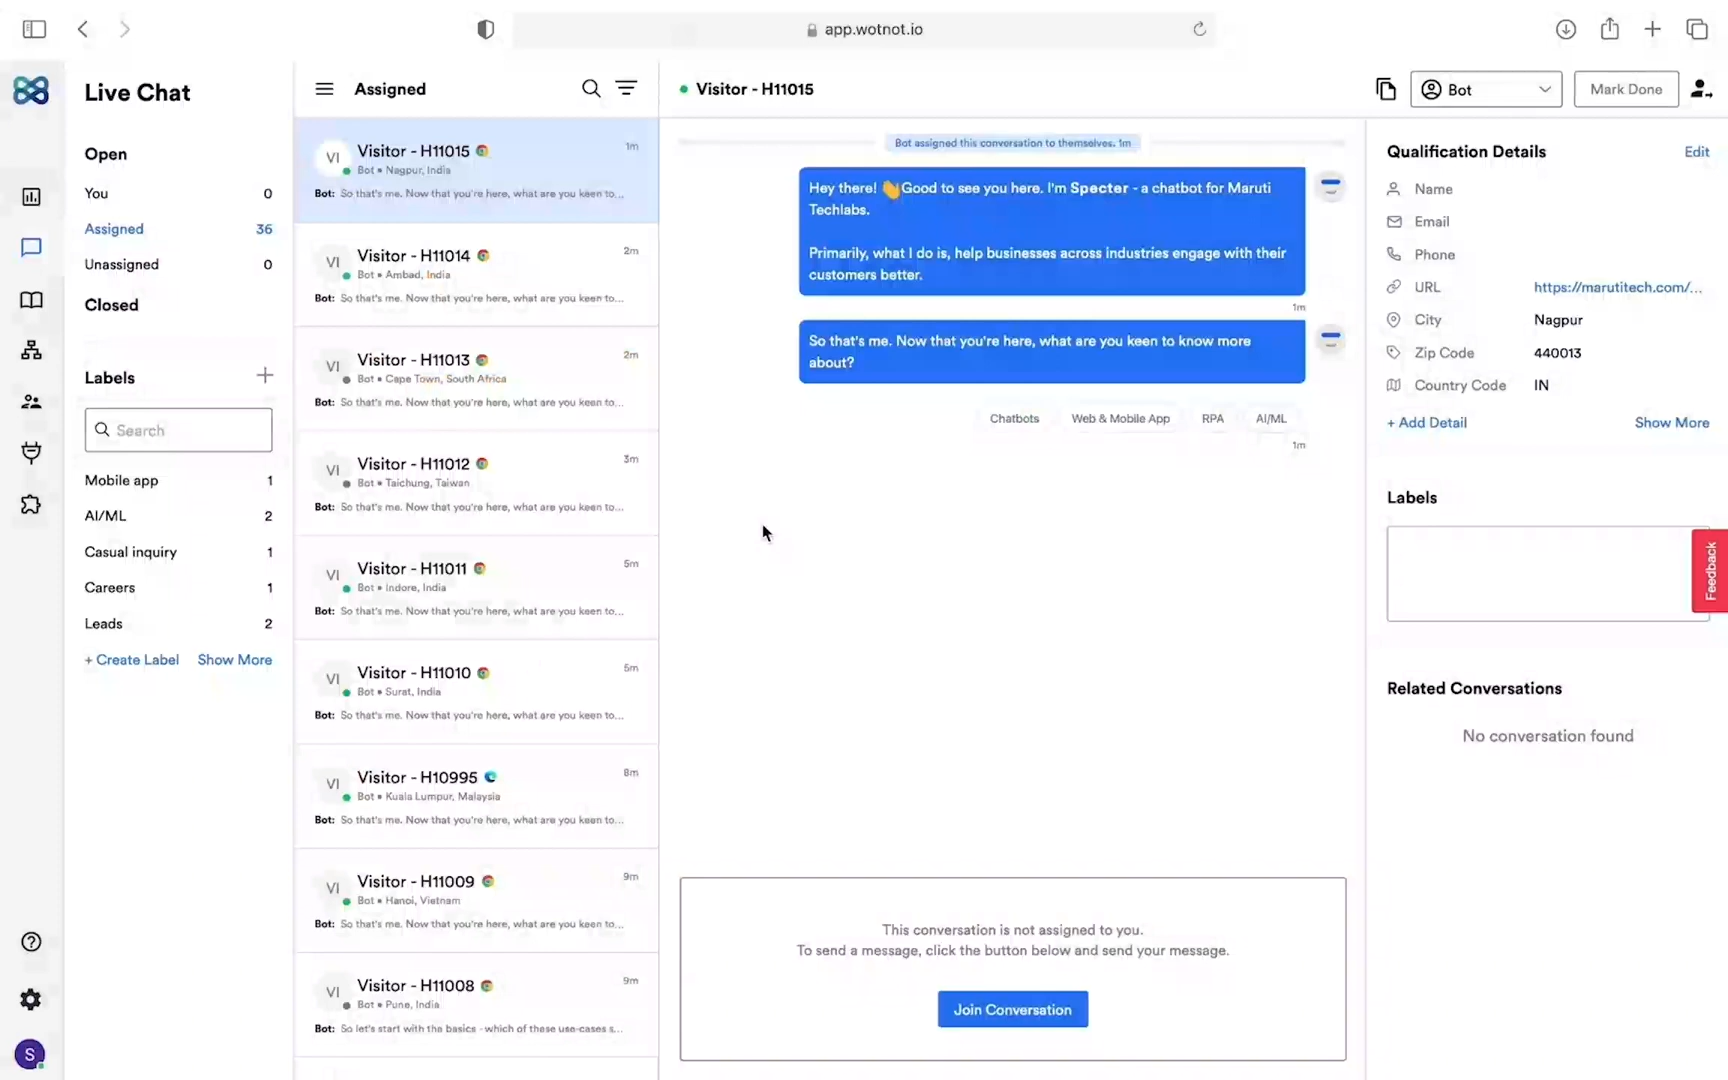 app.wotnot.io
Live Chat
Open
You 0
Assigned 36
Unassigned 0
Closed
Labels
Search
Mobile app 1
AI/ML 2
Casual inquiry 1
Careers 1
Leads 2
+ Create Label Show More
S
Assigned
VI
Visitor - H11015 1m
Bot • Nagpur, India
Bot: So that's me. Now that you're here, what are you keen to...
VI
Visitor - H11014 2m
Bot • Ambad, India
Bot: So that's me. Now that you're here, what are you keen to...
VI
Visitor - H11013 2m
Bot • Cape Town, South Africa
Bot: So that's me. Now that you're here, what are you keen to...
VI
Visitor - H11012 3m
Bot • Taichung, Taiwan
Bot: So that's me. Now that you're here, what are you keen to...
VI
Visitor - H11011 5m
Bot • Indore, India
Bot: So that's me. Now that you're here, what are you keen to...
VI
Visitor - H11010 5m
Bot • Surat, India
Bot: So that's me. Now that you're here, what are you keen to...
VI
Visitor - H10995 8m
Bot • Kuala Lumpur, Malaysia
Bot: So that's me. Now that you're here, what are you keen to...
VI
Visitor - H11009 9m
Bot • Hanoi, Vietnam
Bot: So that's me. Now that you're here, what are you keen to...
VI
Visitor - H11008 9m
Bot • Pune, India
Bot: So let's start with the basics - which of these use-cases s...
Visitor - H11015
Bot
Mark Done
Bot assigned this conversation to themselves. 1m
Hey there! 👋Good to see you here. I'm Specter - a chatbot for Maruti
Techlabs.
Primarily, what I do is, help businesses across industries engage with their
customers better.
1m
So that's me. Now that you're here, what are you keen to know more
about?
Chatbots Web & Mobile App RPA AI/ML
1m
This conversation is not assigned to you.
To send a message, click the button below and send your message.
Join Conversation
Qualification Details Edit
Name
Email
Phone
URL https://marutitech.com/...
City Nagpur
Zip Code 440013
Country Code IN
+ Add Detail Show More
Labels
Feedback
Related Conversations
No conversation found